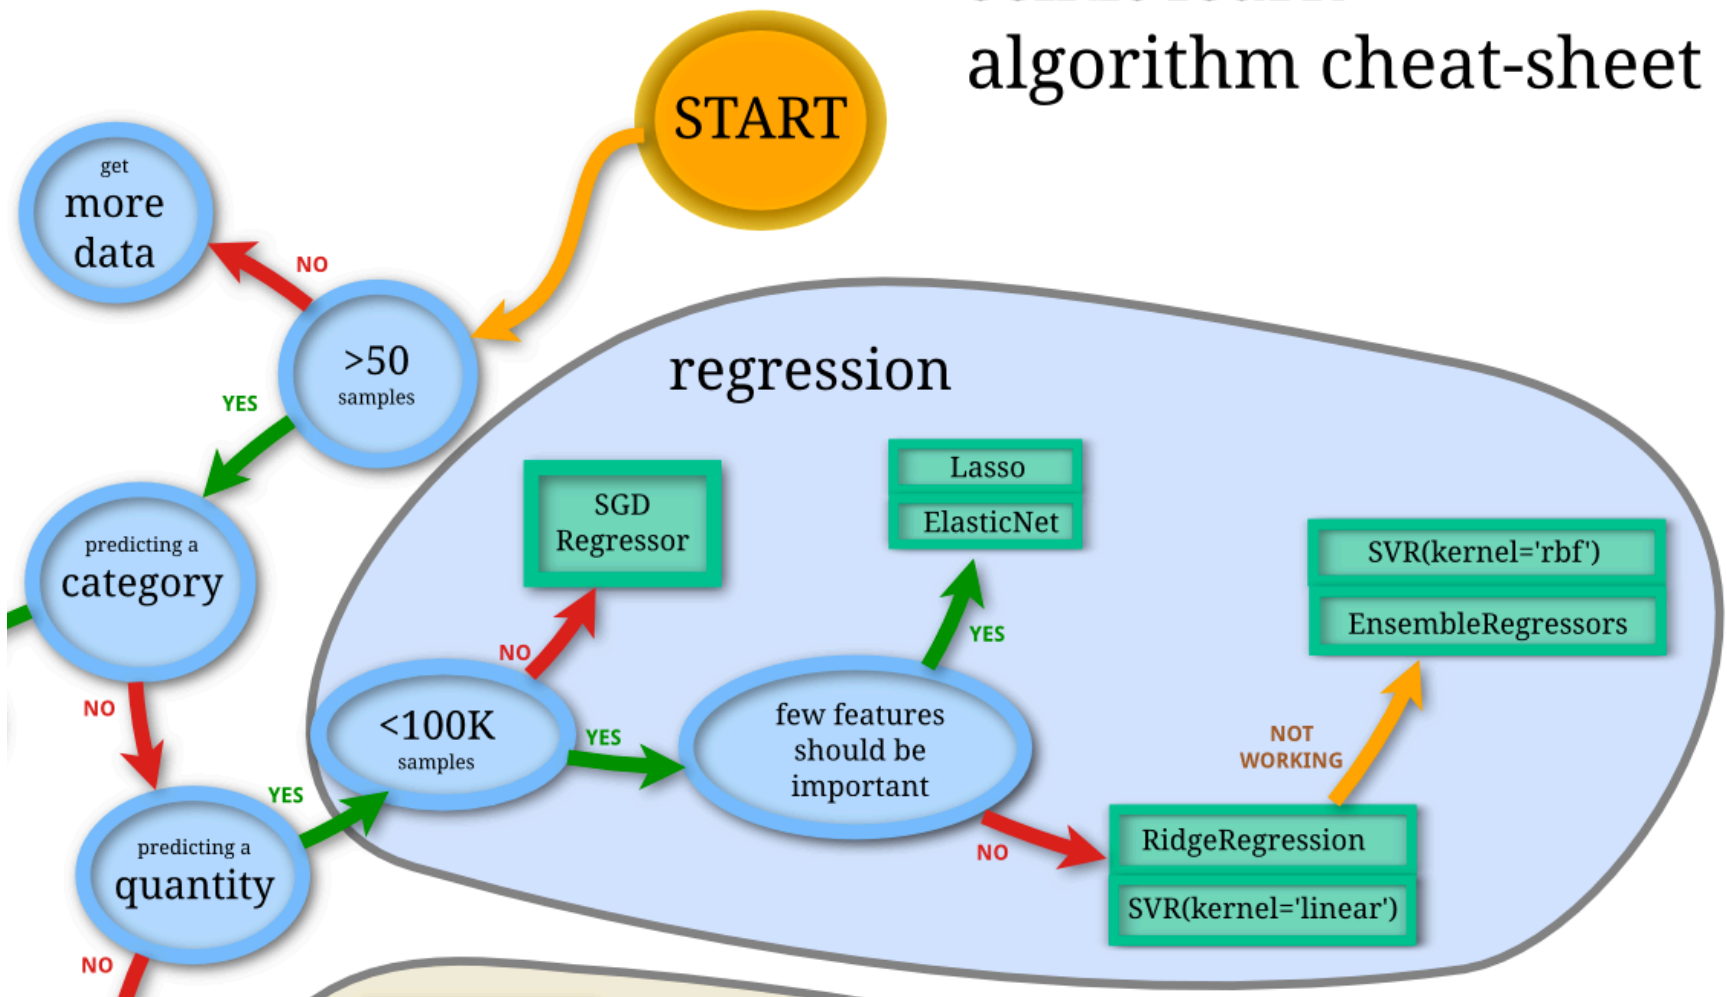 algorithm cheat-sheet
START
get
more
data
NO
>50
samples
YES
predicting a
category
NO
predicting a
quantity
YES
NO
regression
SGD
Regressor
NO
<100K
samples
YES
few features
should be
important
YES
Lasso
ElasticNet
NO
RidgeRegression
SVR(kernel='linear')
NOT
WORKING
SVR(kernel='rbf')
EnsembleRegressors